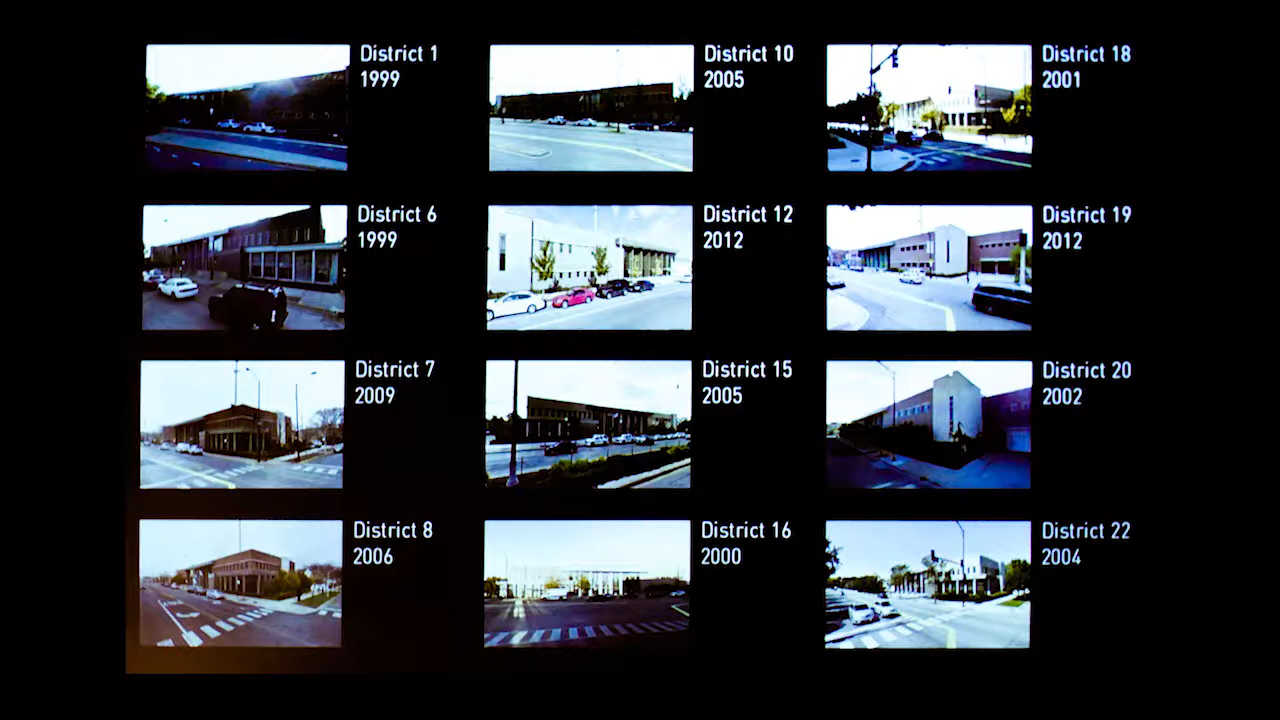 District 1
1999
District 10
2005
District 18
2001
District 6
1999
District 12
2012
District 19
2012
District 7
2009
District 15
2005
District 20
2002
District 8
2006
District 16
2000
District 22
2004